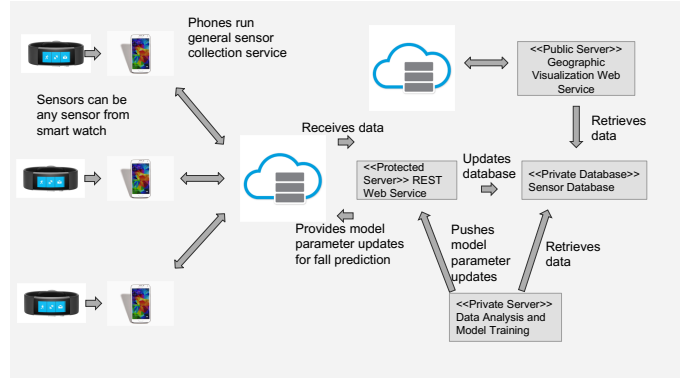 Phones run
general sensor
collection service
Sensors can be
any sensor from
smart watch
Receives data
Provides model
parameter updates
for fall prediction
<<Protected
Server>> REST
Web Service
Updates
database
<<Public Server>>
Geographic
Visualization Web
Service
Retrieves
data
<<Private Database>>
Sensor Database
Pushes
model
parameter
updates
Retrieves
data
<<Private Server>>
Data Analysis and
Model Training